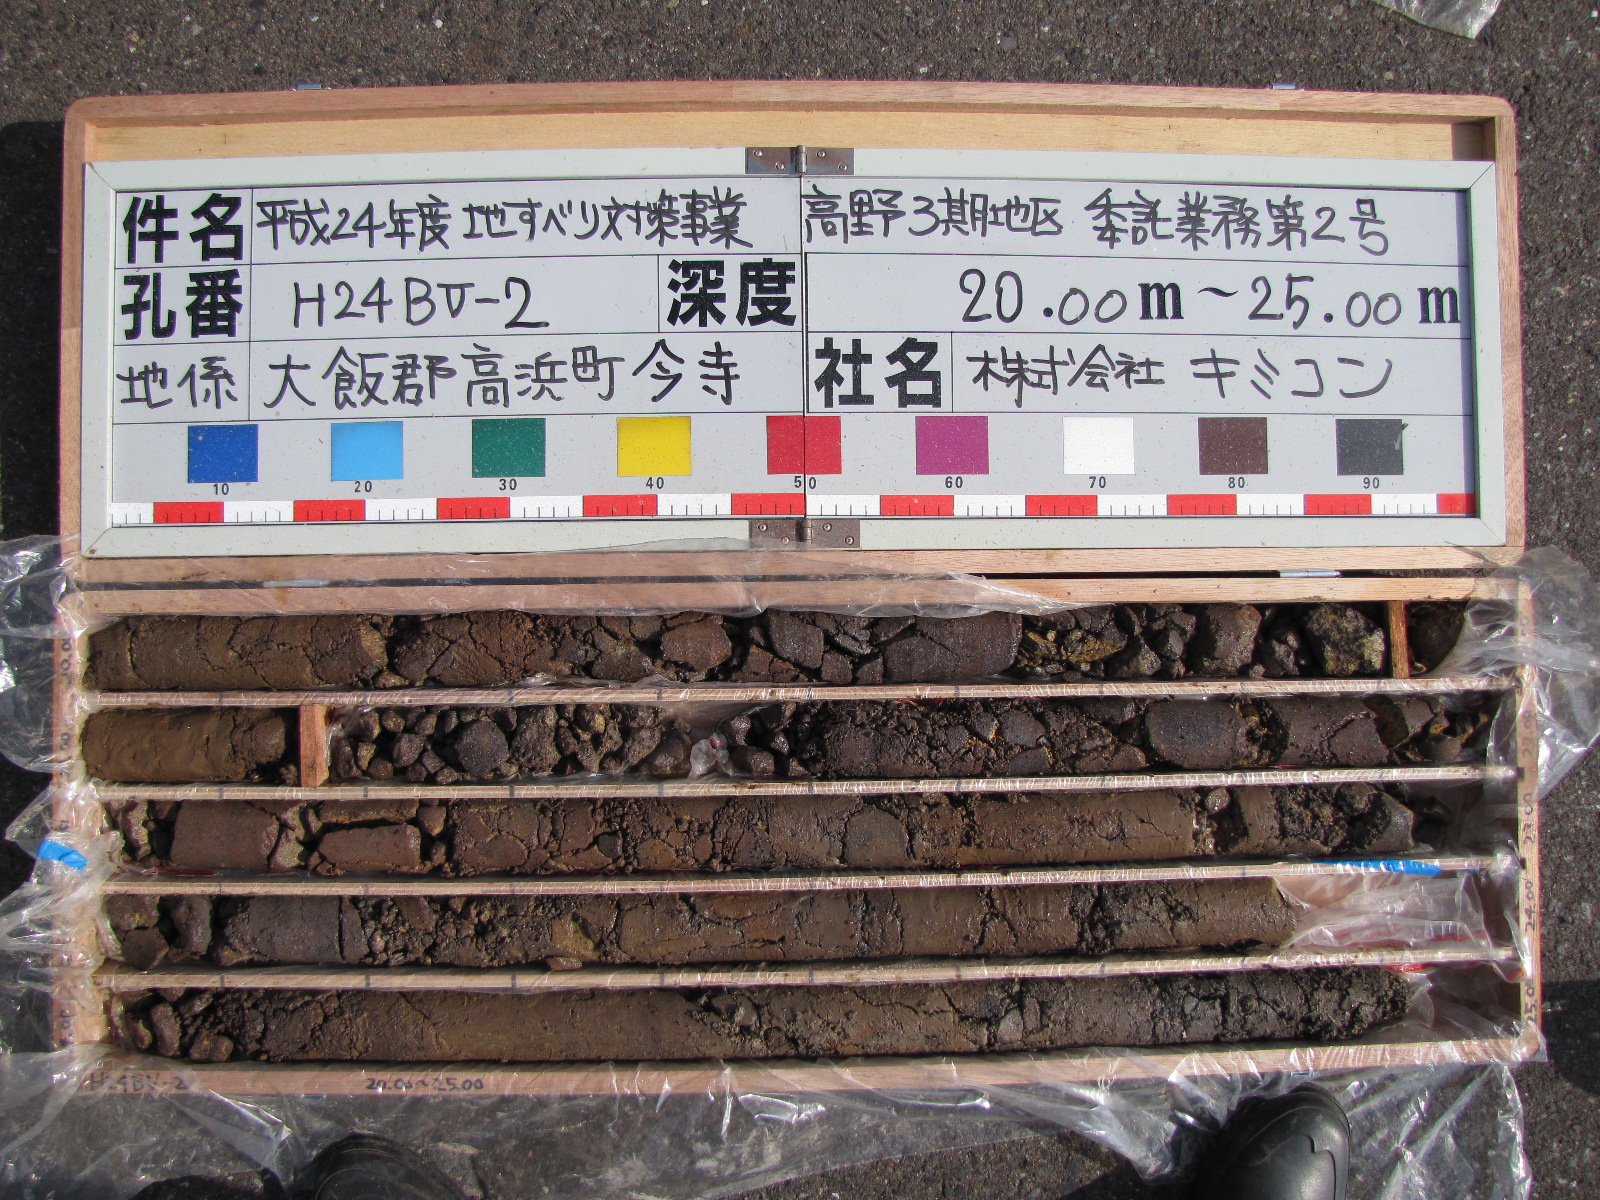 件名 平成24年度 地すべり対策事業 高野3期地区 委託業務第2号
孔番 H24BV-2 深度 20.00m~25.00m
地係 大飯郡高浜町今寺 社名 株式会社 キミコン
10 20 30 40 50 60 70 80 90
23.00
24.00
25.00
H24BV-2 20.00~25.00